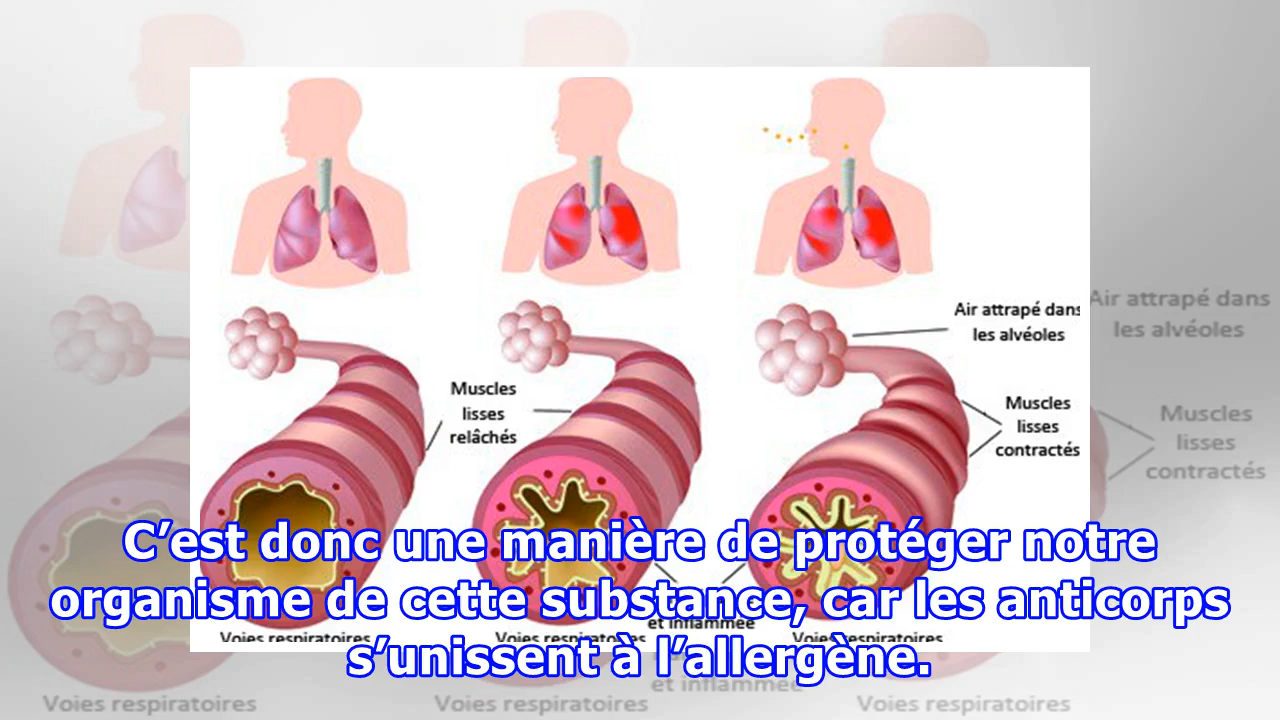 Air attrapé dans
les alvéoles
Air attrapé dans
les alvéoles
Muscles
lisses
relâchés
Muscles
lisses
contractés
Muscles
lisses
contractés
C’est donc une manière de protéger notre
organisme de cette substance, car les anticorps
s’unissent à l’allergène.
et inflammée
Voies respiratoires
Voies respiratoires
Voies respiratoires
et inflammée
Voies respiratoires
Voies respiratoires
Voies respiratoires